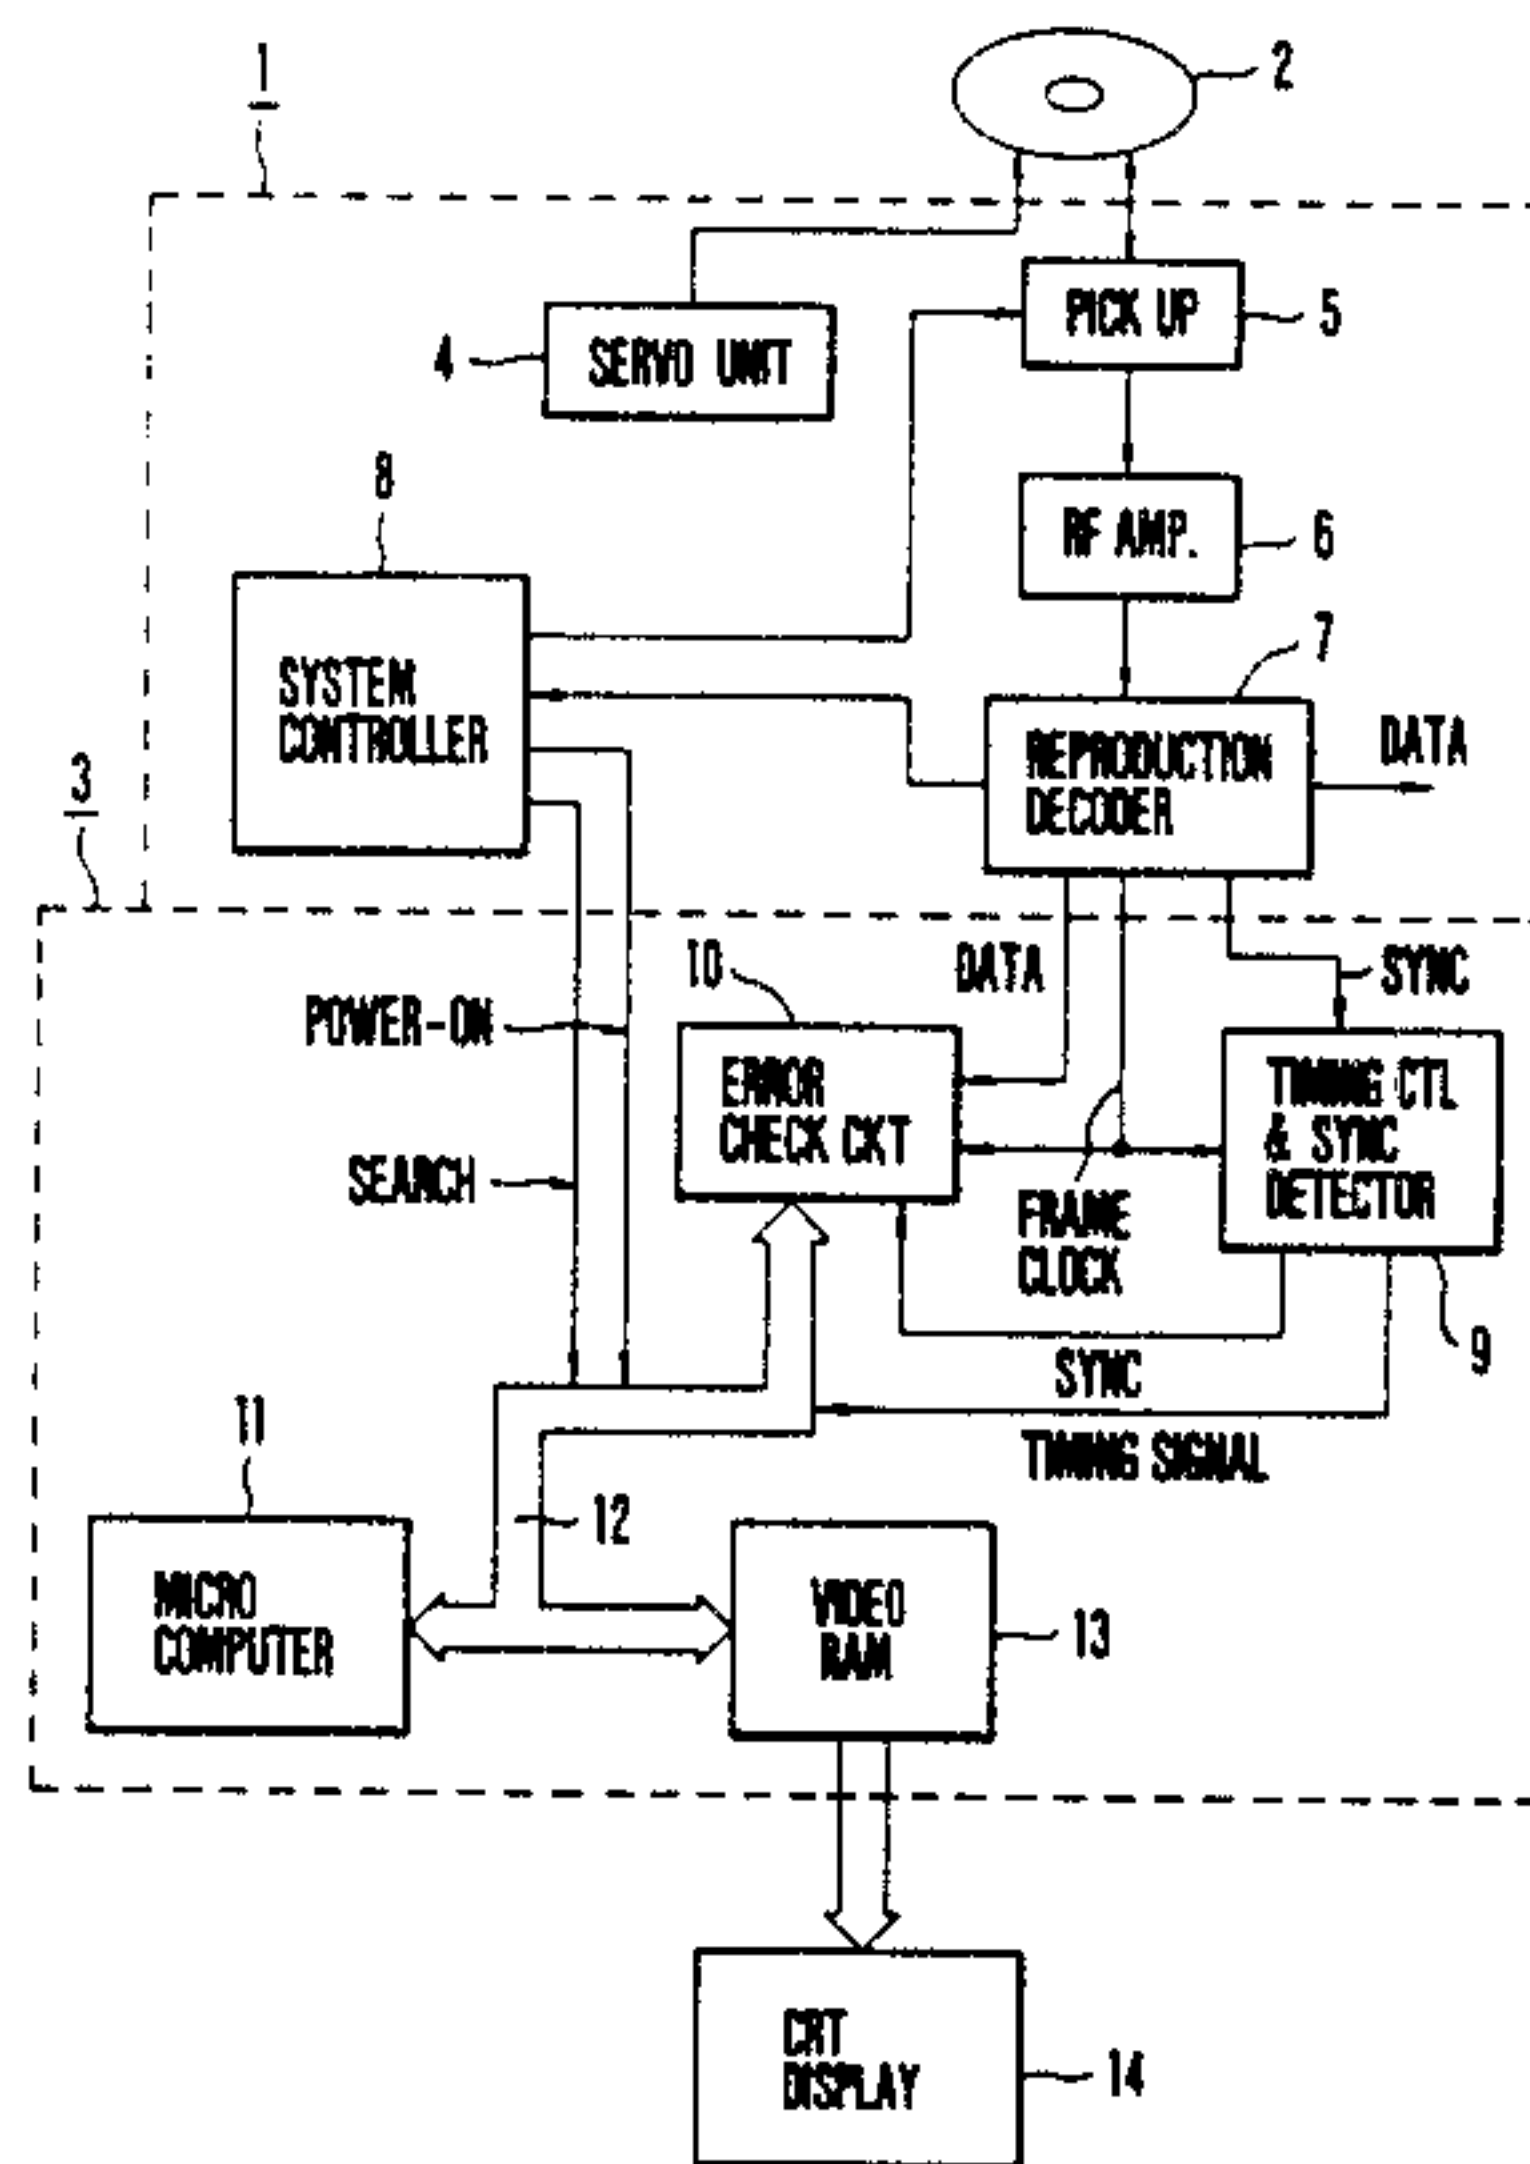 1
2
PICK UP
5
4
SERVO UNIT
8
RF AMP.
6
7
SYSTEM
CONTROLLER
REPRODUCTION
DECODER
DATA
3
10
DATA
SYNC
POWER-ON
ERROR
CHECK CKT
TIMING CTL
& SYNC
DETECTOR
SEARCH
FRAME
CLOCK
9
SYNC
11
TIMING SIGNAL
12
MICRO
COMPUTER
VIDEO
RAM
13
CRT
DISPLAY
14